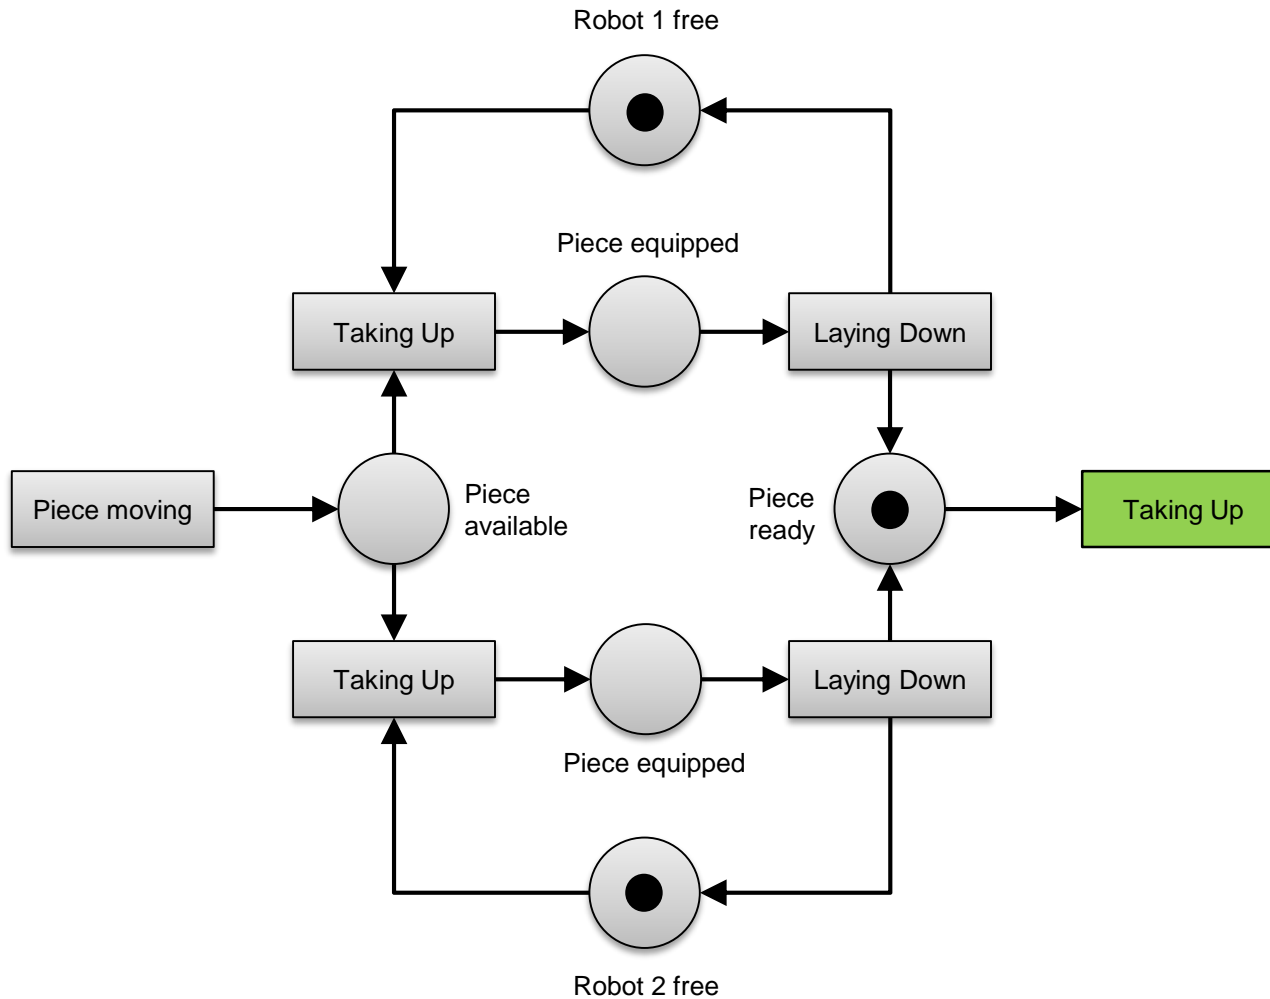 Robot 1 free
Piece equipped
Taking Up
Laying Down
Piece moving
Piece
available
Piece
ready
Taking Up
Taking Up
Laying Down
Piece equipped
Robot 2 free